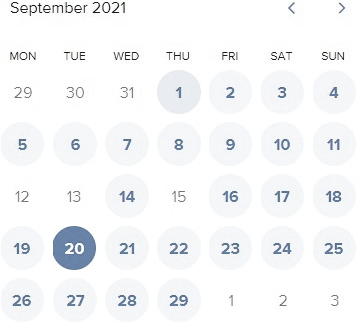 September 2021
MON TUE WED THU FRI SAT SUN
29 30 31 1 2 3 4
5 6 7 8 9 10 11
12 13 14 15 16 17 18
19 20 21 22 23 24 25
26 27 28 29 1 2 3